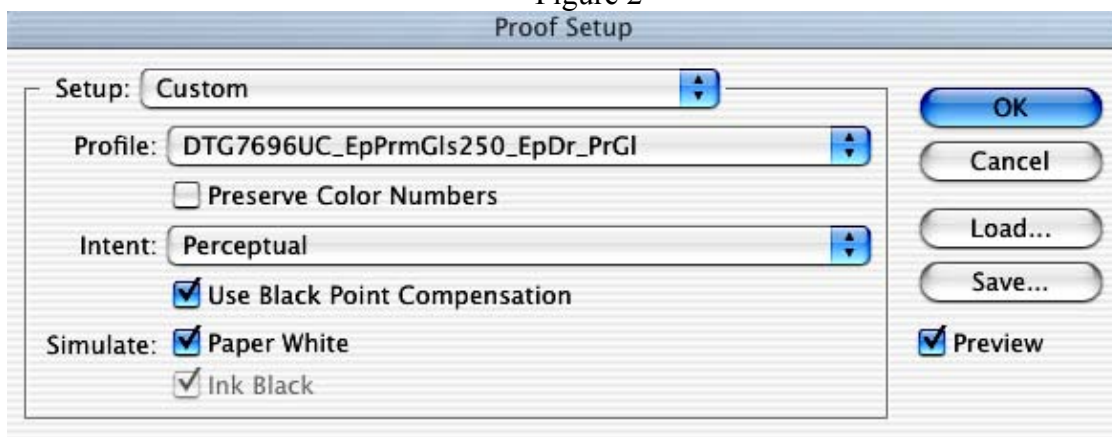 Figure 2
Proof Setup
Setup: Custom
Profile: DTG7696UC_EpPrmGls250_EpDr_PrGl
Preserve Color Numbers
Intent: Perceptual
Use Black Point Compensation
Simulate: Paper White
Ink Black
OK
Cancel
Load...
Save...
Preview